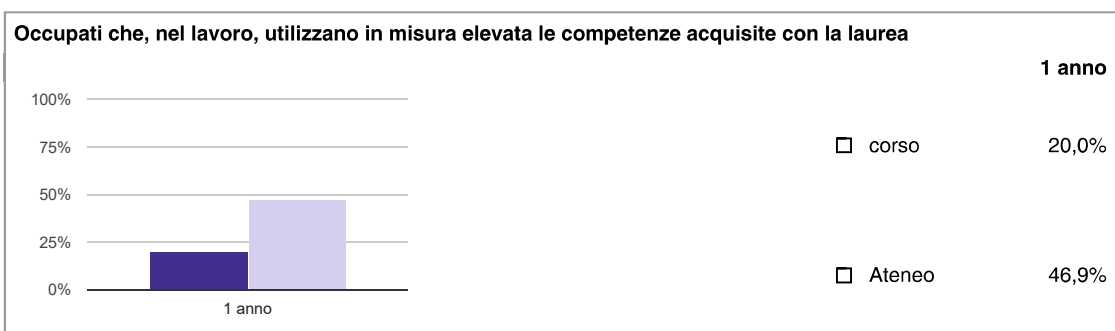 Occupati che, nel lavoro, utilizzano in misura elevata le competenze acquisite con la laurea
1 anno
100%
75%
50%
25%
0%
1 anno
corso 20,0%
Ateneo 46,9%